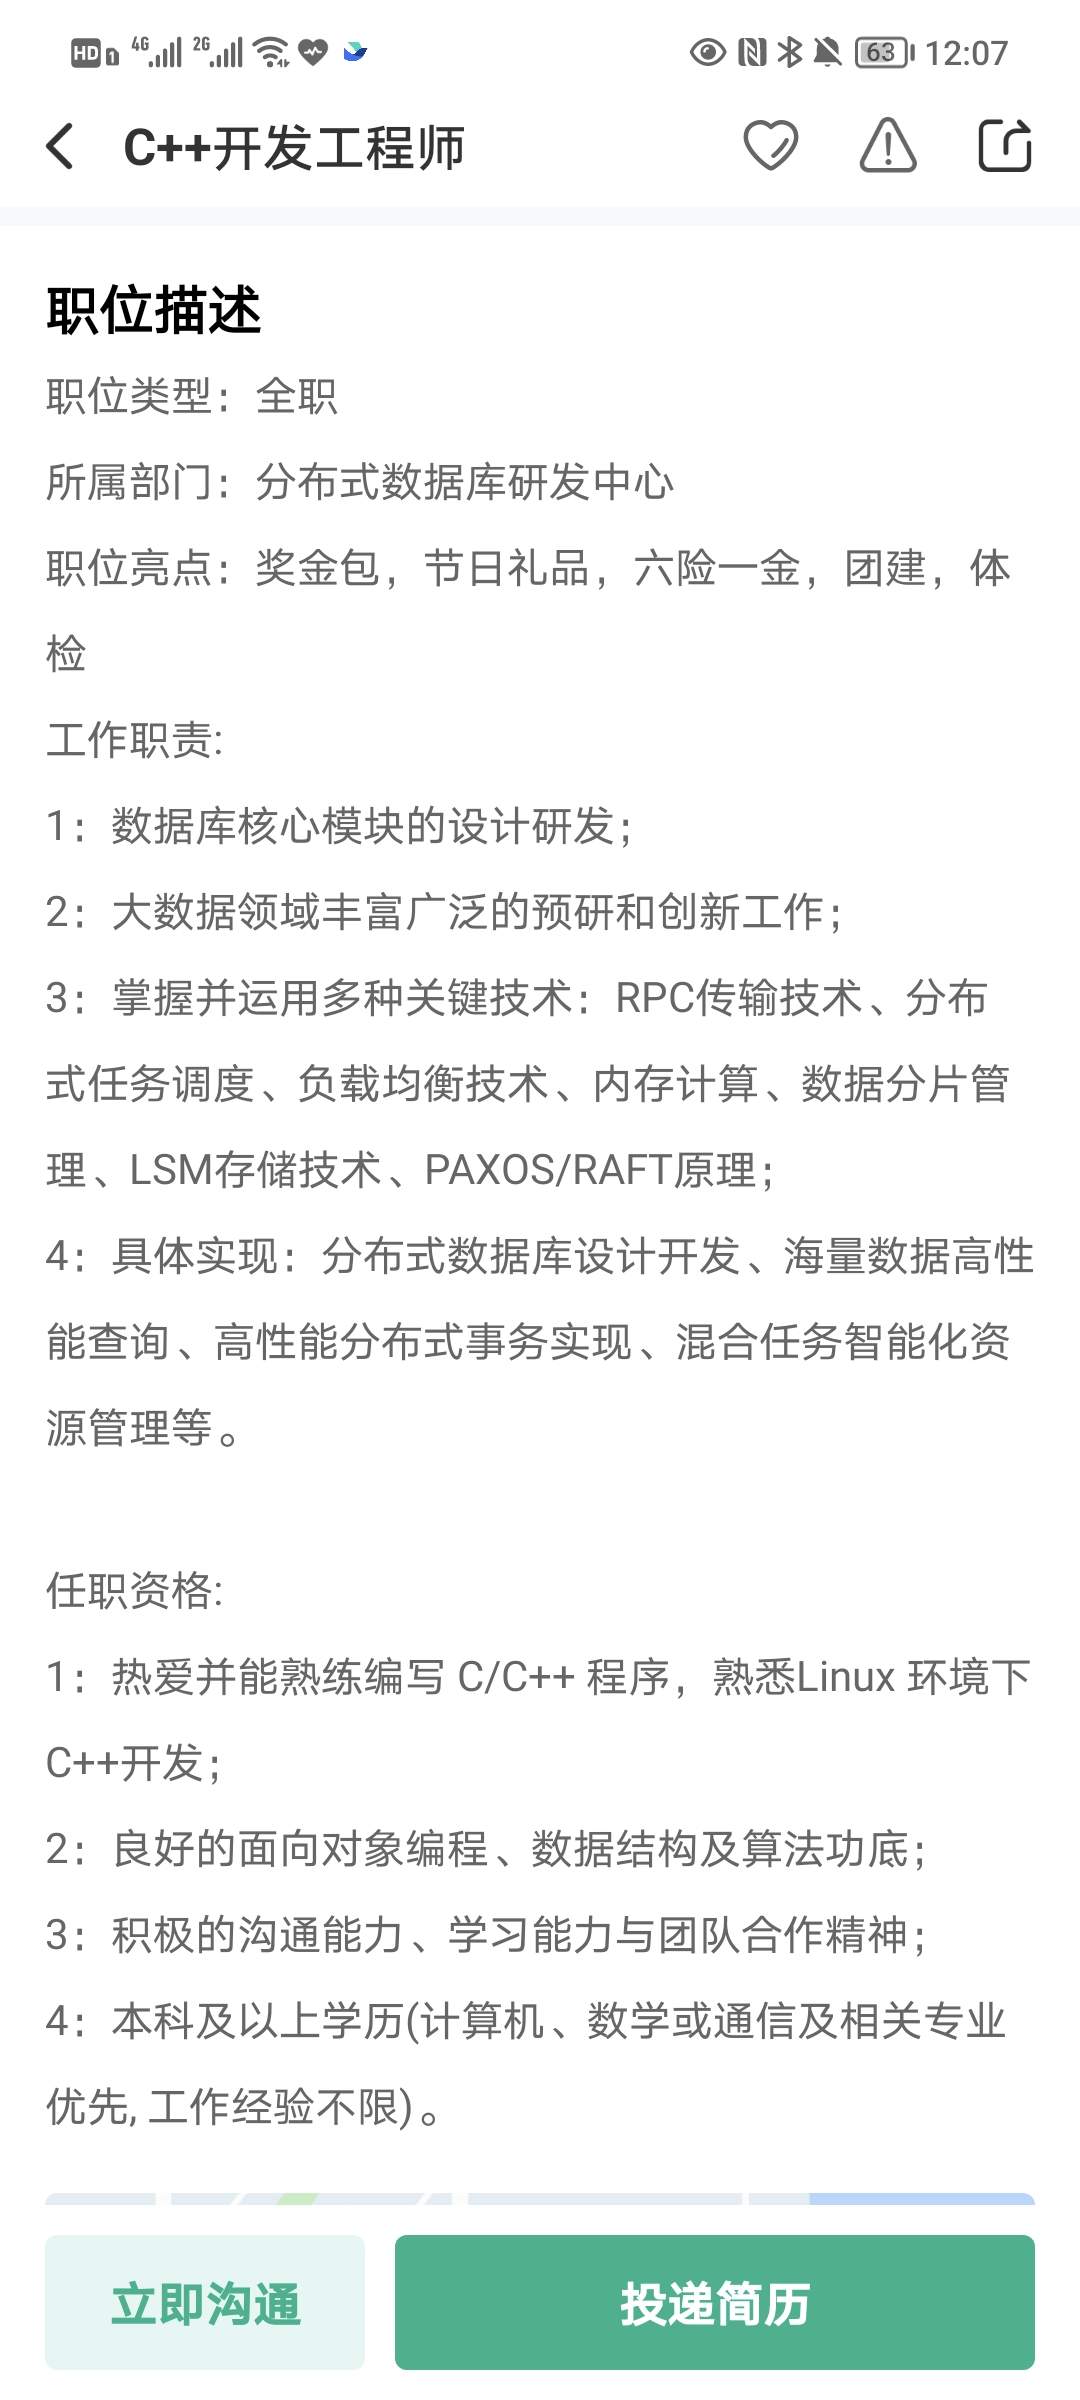 HD 1 4G 2G 63 12:07
C++开发工程师
职位描述
职位类型：全职
所属部门：分布式数据库研发中心
职位亮点：奖金包，节日礼品，六险一金，团建，体
检
工作职责:
1：数据库核心模块的设计研发；
2：大数据领域丰富广泛的预研和创新工作；
3：掌握并运用多种关键技术：RPC传输技术、分布
式任务调度、负载均衡技术、内存计算、数据分片管
理、LSM存储技术、PAXOS/RAFT原理；
4：具体实现：分布式数据库设计开发、海量数据高性
能查询、高性能分布式事务实现、混合任务智能化资
源管理等。
任职资格:
1：热爱并能熟练编写 C/C++ 程序，熟悉Linux 环境下
C++开发；
2：良好的面向对象编程、数据结构及算法功底；
3：积极的沟通能力、学习能力与团队合作精神；
4：本科及以上学历(计算机、数学或通信及相关专业
优先, 工作经验不限)。
立即沟通 投递简历